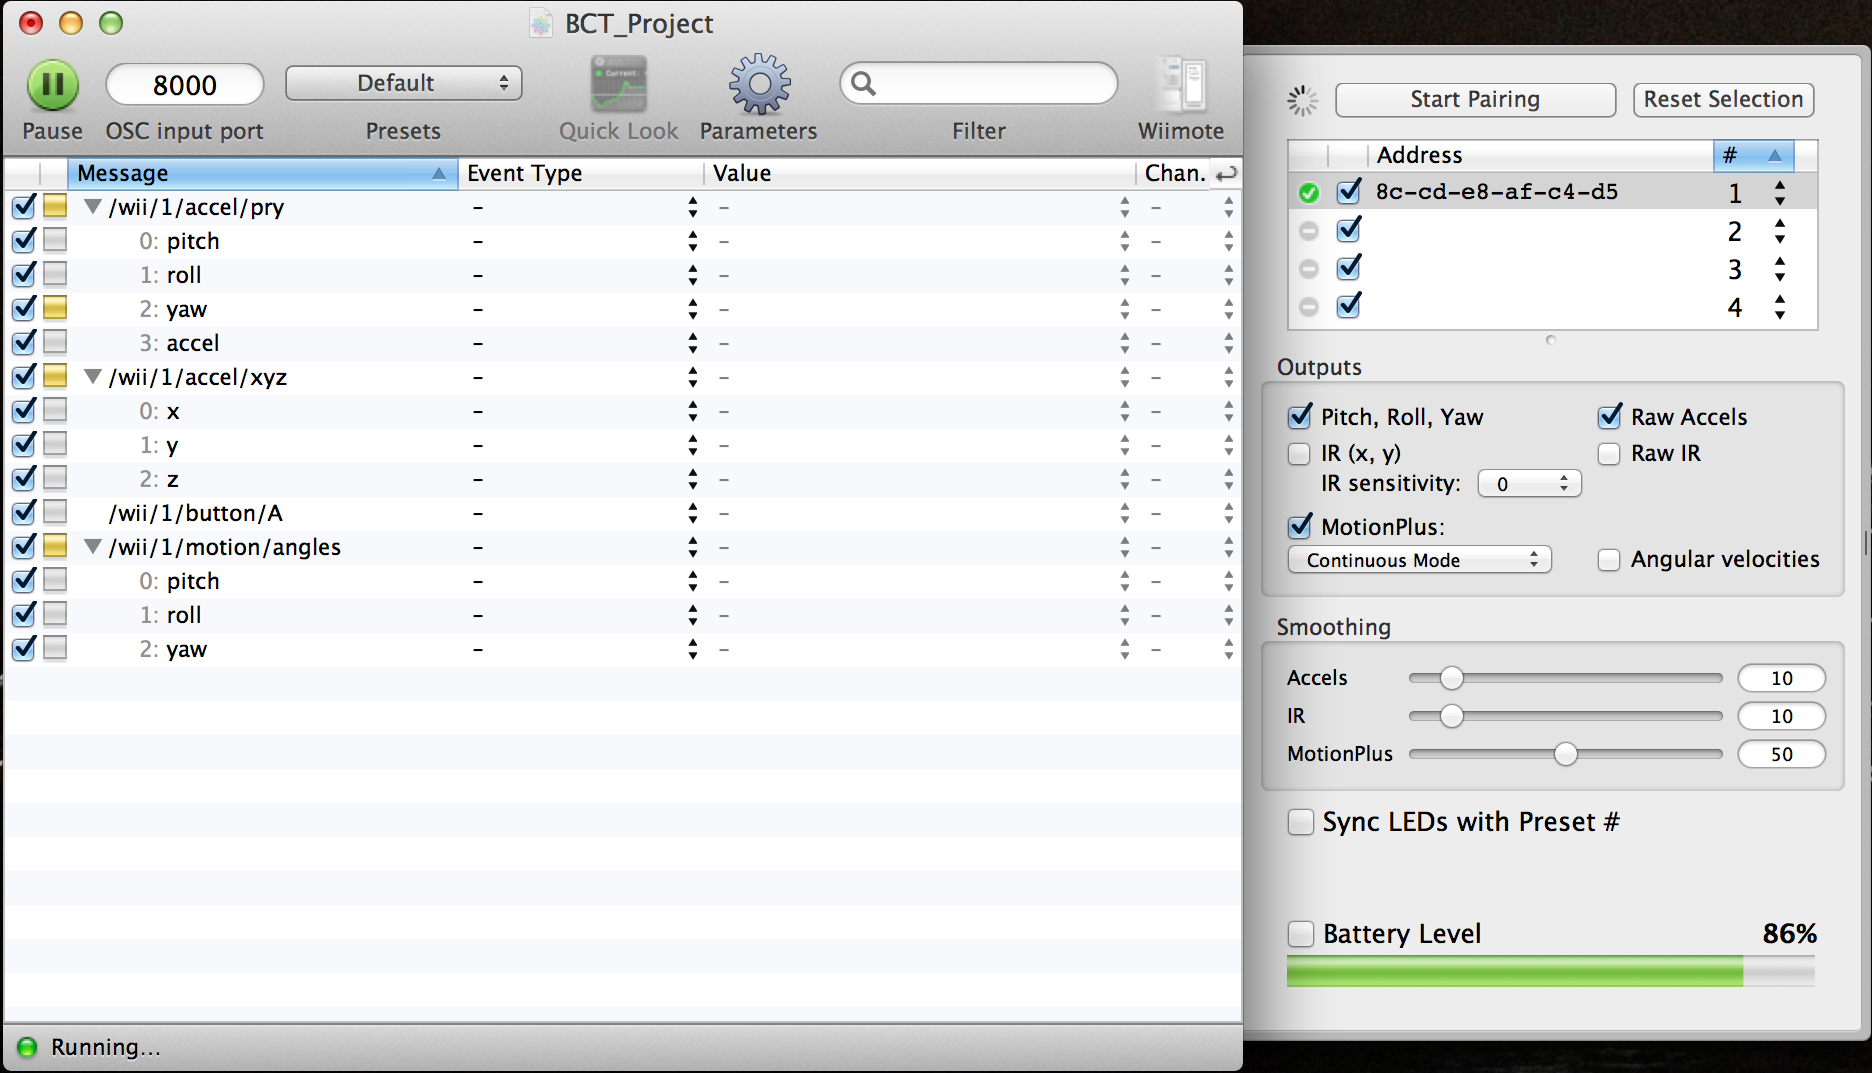 BCT_Project
8000
Default
Pause
OSC input port
Presets
Quick Look
Parameters
Filter
Wiimote
Message
Event Type
Value
Chan.
/wii/1/accel/pry – – –
0: pitch – – –
1: roll – – –
2: yaw – – –
3: accel – – –
/wii/1/accel/xyz – – –
0: x – – –
1: y – – –
2: z – – –
/wii/1/button/A – – –
/wii/1/motion/angles – – –
0: pitch – – –
1: roll – – –
2: yaw – – –
Running...
Start Pairing
Reset Selection
Address #
8c-cd-e8-af-c4-d5 1
2
3
4
Outputs
Pitch, Roll, Yaw
Raw Accels
IR (x, y)
Raw IR
IR sensitivity: 0
MotionPlus:
Continuous Mode
Angular velocities
Smoothing
Accels 10
IR 10
MotionPlus 50
Sync LEDs with Preset #
Battery Level 86%